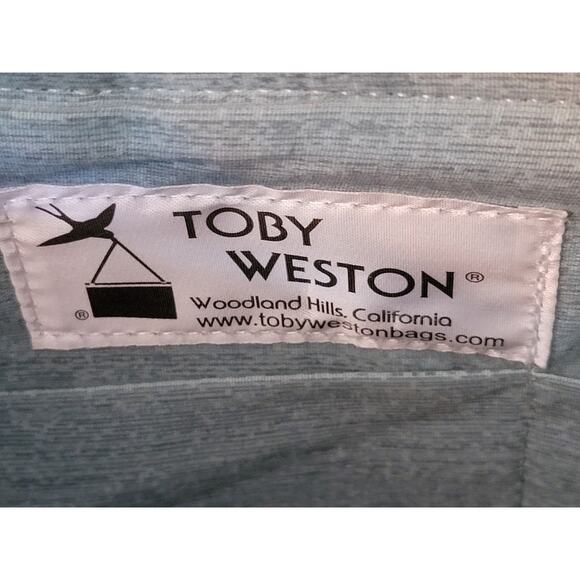 TOBY
WESTON®
Woodland Hills, California
www.tobywestonbags.com
®